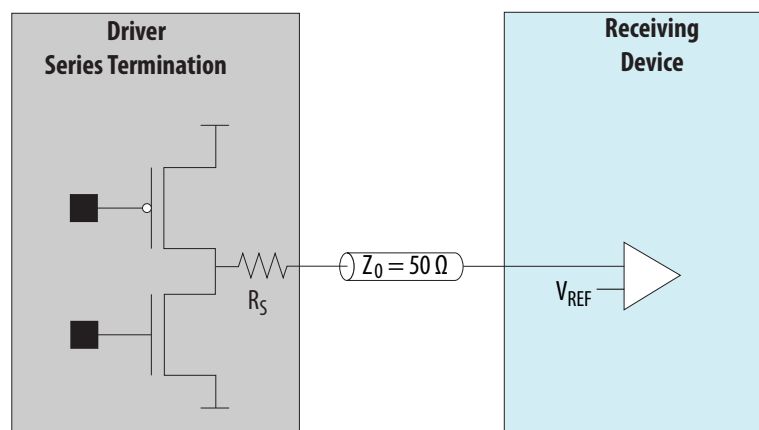 Driver
Series Termination
Receiving
Device
R_S
Z_0 = 50 Ω
V_REF